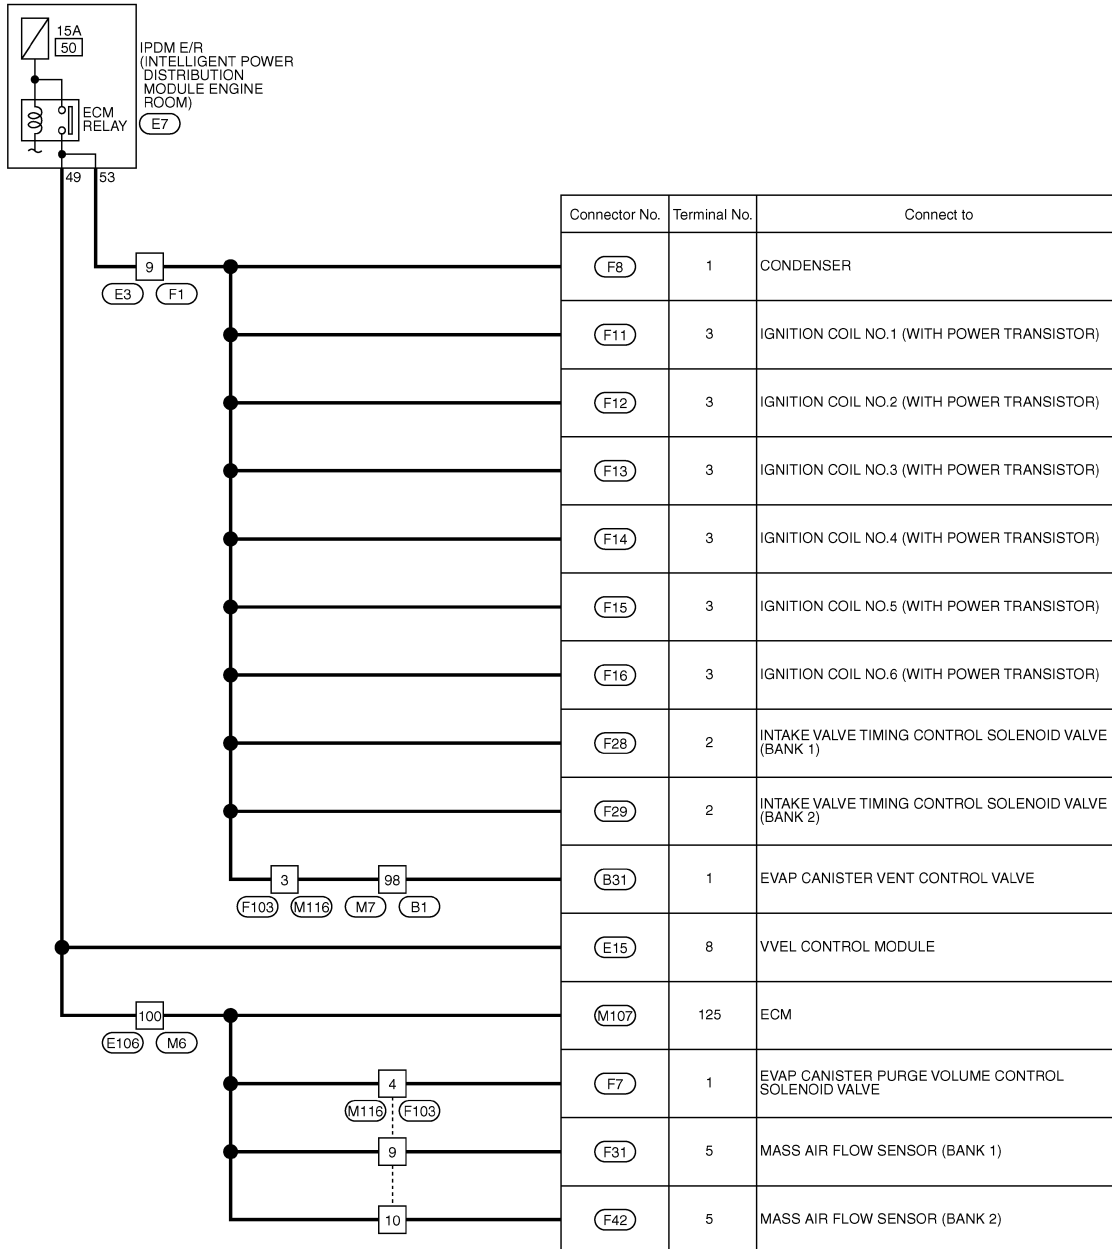 15A
50
IPDM E/R
(INTELLIGENT POWER
DISTRIBUTION
MODULE ENGINE
ROOM)
E7
ECM
RELAY
49 53
Connector No. Terminal No. Connect to
9
E3 F1
F8 1 CONDENSER
F11 3 IGNITION COIL NO.1 (WITH POWER TRANSISTOR)
F12 3 IGNITION COIL NO.2 (WITH POWER TRANSISTOR)
F13 3 IGNITION COIL NO.3 (WITH POWER TRANSISTOR)
F14 3 IGNITION COIL NO.4 (WITH POWER TRANSISTOR)
F15 3 IGNITION COIL NO.5 (WITH POWER TRANSISTOR)
F16 3 IGNITION COIL NO.6 (WITH POWER TRANSISTOR)
F28 2 INTAKE VALVE TIMING CONTROL SOLENOID VALVE
(BANK 1)
F29 2 INTAKE VALVE TIMING CONTROL SOLENOID VALVE
(BANK 2)
3 98
F103 M116 M7 B1
B31 1 EVAP CANISTER VENT CONTROL VALVE
E15 8 VVEL CONTROL MODULE
100
E106 M6
M107 125 ECM
4
M116 F103
F7 1 EVAP CANISTER PURGE VOLUME CONTROL
SOLENOID VALVE
9
F31 5 MASS AIR FLOW SENSOR (BANK 1)
10
F42 5 MASS AIR FLOW SENSOR (BANK 2)